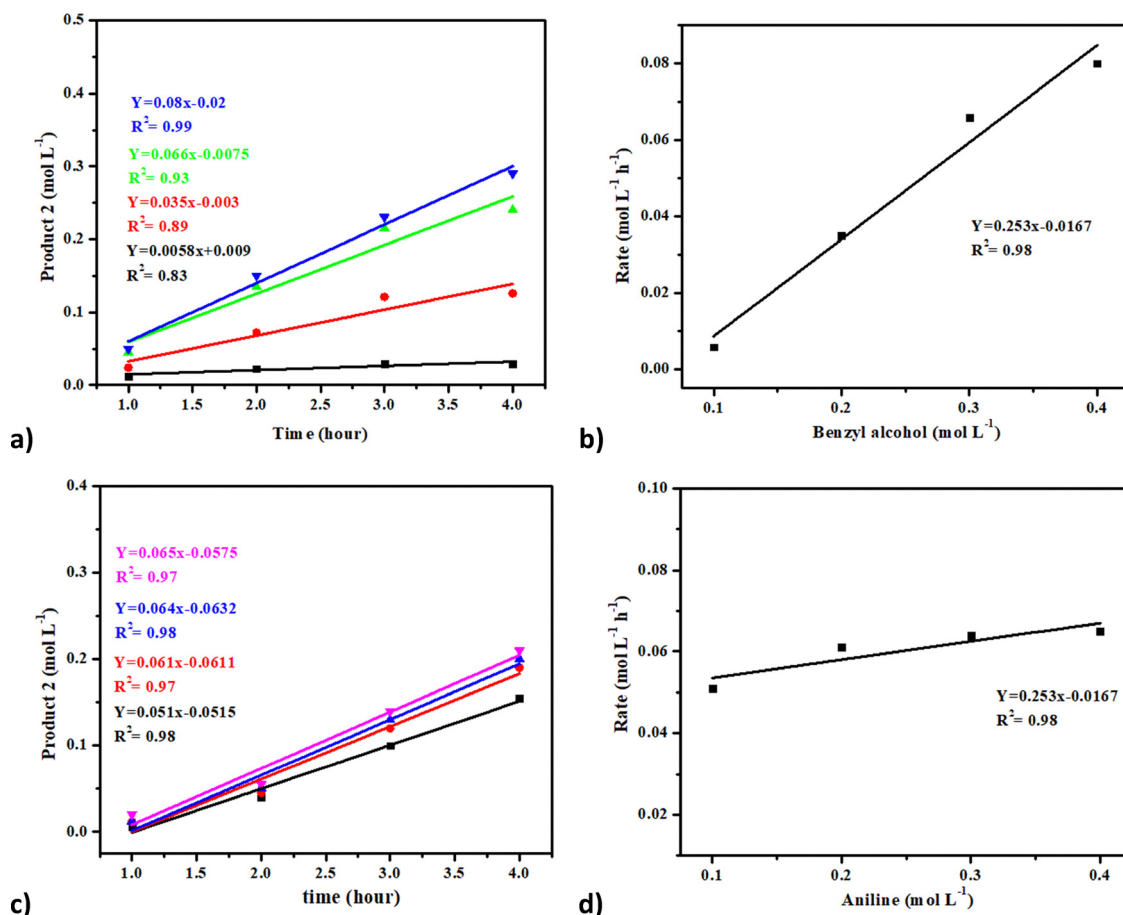 0.5
0.4
0.3
0.2
0.1
0.0
Product 2 (mol L⁻¹)
Y=0.08x-0.02
R²= 0.99
Y=0.066x-0.0075
R²= 0.93
Y=0.035x-0.003
R²= 0.89
Y=0.0058x+0.009
R²= 0.83
1.0 1.5 2.0 2.5 3.0 3.5 4.0
Time (hour)
a)
0.08
0.06
0.04
0.02
0.00
Rate (mol L⁻¹ h⁻¹)
Y=0.253x-0.0167
R²= 0.98
0.1 0.2 0.3 0.4
Benzyl alcohol (mol L⁻¹)
b)
0.4
0.3
0.2
0.1
0.0
Product 2 (mol L⁻¹)
Y=0.065x-0.0575
R²= 0.97
Y=0.064x-0.0632
R²= 0.98
Y=0.061x-0.0611
R²= 0.97
Y=0.051x-0.0515
R²= 0.98
1.0 1.5 2.0 2.5 3.0 3.5 4.0
time (hour)
c)
0.10
0.08
0.06
0.04
0.02
Rate (mol L⁻¹ h⁻¹)
Y=0.253x-0.0167
R²= 0.98
0.1 0.2 0.3 0.4
Aniline (mol L⁻¹)
d)